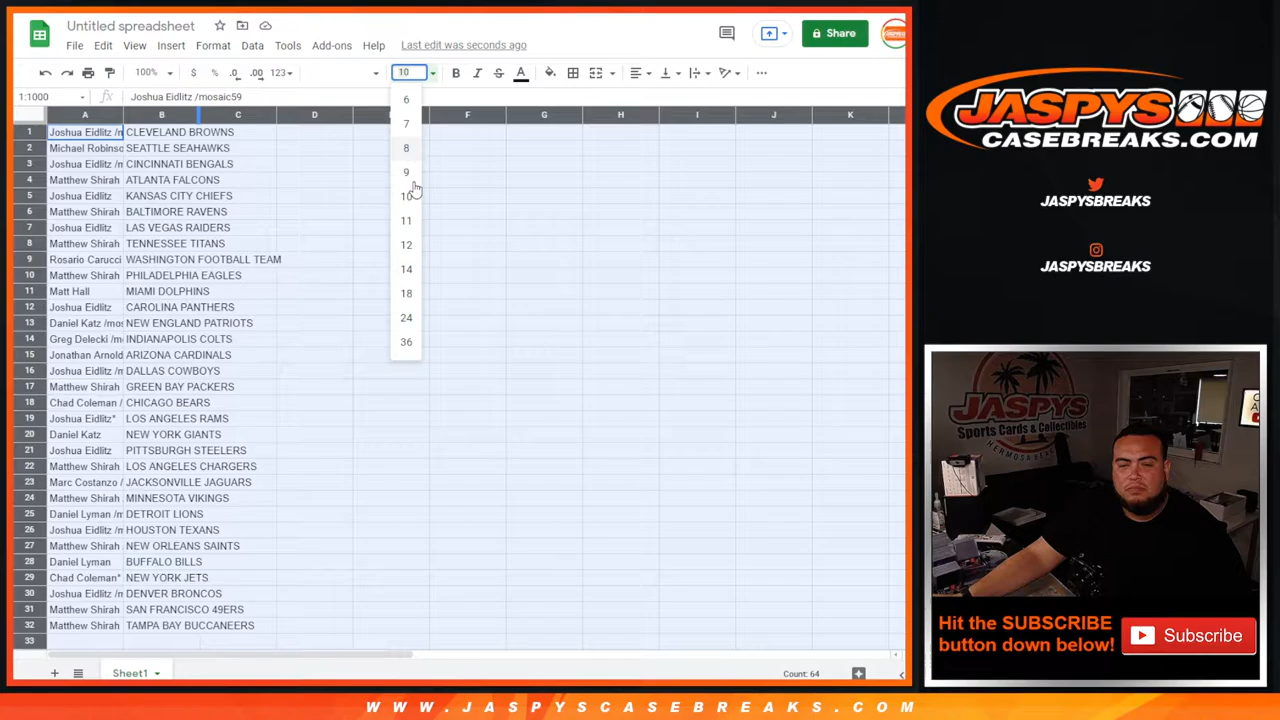 Untitled spreadsheet
File Edit View Insert Format Data Tools Add-ons Help Last edit was seconds ago
Share
100% $ % .0 .00 123 10 B I S A
1:1000 fx Joshua Eidlitz /mosaic59
A B C D F G H I J K
1 Joshua Eidlitz /m CLEVELAND BROWNS
2 Michael Robinso SEATTLE SEAHAWKS
3 Joshua Eidlitz /m CINCINNATI BENGALS
4 Matthew Shirah ATLANTA FALCONS
5 Joshua Eidlitz KANSAS CITY CHIEFS
6 Matthew Shirah BALTIMORE RAVENS
7 Joshua Eidlitz LAS VEGAS RAIDERS
8 Matthew Shirah TENNESSEE TITANS
9 Rosario Carucci WASHINGTON FOOTBALL TEAM
10 Matthew Shirah PHILADELPHIA EAGLES
11 Matt Hall MIAMI DOLPHINS
12 Joshua Eidlitz CAROLINA PANTHERS
13 Daniel Katz /mos NEW ENGLAND PATRIOTS
14 Greg Delecki /m INDIANAPOLIS COLTS
15 Jonathan Arnold ARIZONA CARDINALS
16 Joshua Eidlitz /m DALLAS COWBOYS
17 Matthew Shirah GREEN BAY PACKERS
18 Chad Coleman / CHICAGO BEARS
19 Joshua Eidlitz* LOS ANGELES RAMS
20 Daniel Katz NEW YORK GIANTS
21 Joshua Eidlitz PITTSBURGH STEELERS
22 Matthew Shirah LOS ANGELES CHARGERS
23 Marc Costanzo / JACKSONVILLE JAGUARS
24 Matthew Shirah MINNESOTA VIKINGS
25 Daniel Lyman /m DETROIT LIONS
26 Joshua Eidlitz /m HOUSTON TEXANS
27 Matthew Shirah NEW ORLEANS SAINTS
28 Daniel Lyman BUFFALO BILLS
29 Chad Coleman* NEW YORK JETS
30 Joshua Eidlitz /m DENVER BRONCOS
31 Matthew Shirah SAN FRANCISCO 49ERS
32 Matthew Shirah TAMPA BAY BUCCANEERS
33
6
7
8
9
10
11
12
14
18
24
36
Sheet1
Count: 64
JASPYS
CASEBREAKS.COM
JASPYSBREAKS
JASPYSBREAKS
JASPYS
Sports Cards & Collectibles
HERMOSA BEACH
Hit the SUBSCRIBE
button down below!
Subscribe
WWW.JASPYSCASEBREAKS.COM